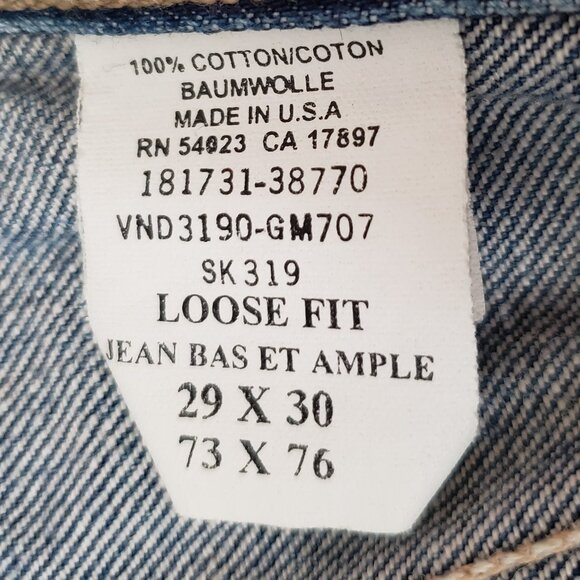 100% COTTON/COTON
BAUMWOLLE
MADE IN U.S.A
RN 54023 CA 17897
181731-38770
VND3190-GM707
SK319
LOOSE FIT
JEAN BAS ET AMPLE
29 X 30
73 X 76